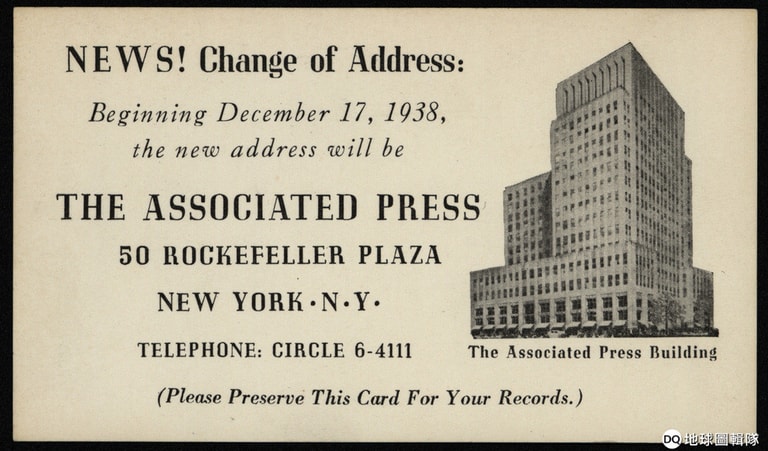 NEWS! Change of Address:
Beginning December 17, 1938,
the new address will be
THE ASSOCIATED PRESS
50 ROCKEFELLER PLAZA
NEW YORK·N·Y·
TELEPHONE: CIRCLE 6-4111
The Associated Press Building
(Please Preserve This Card For Your Records.)
DQ 地球圖輯隊